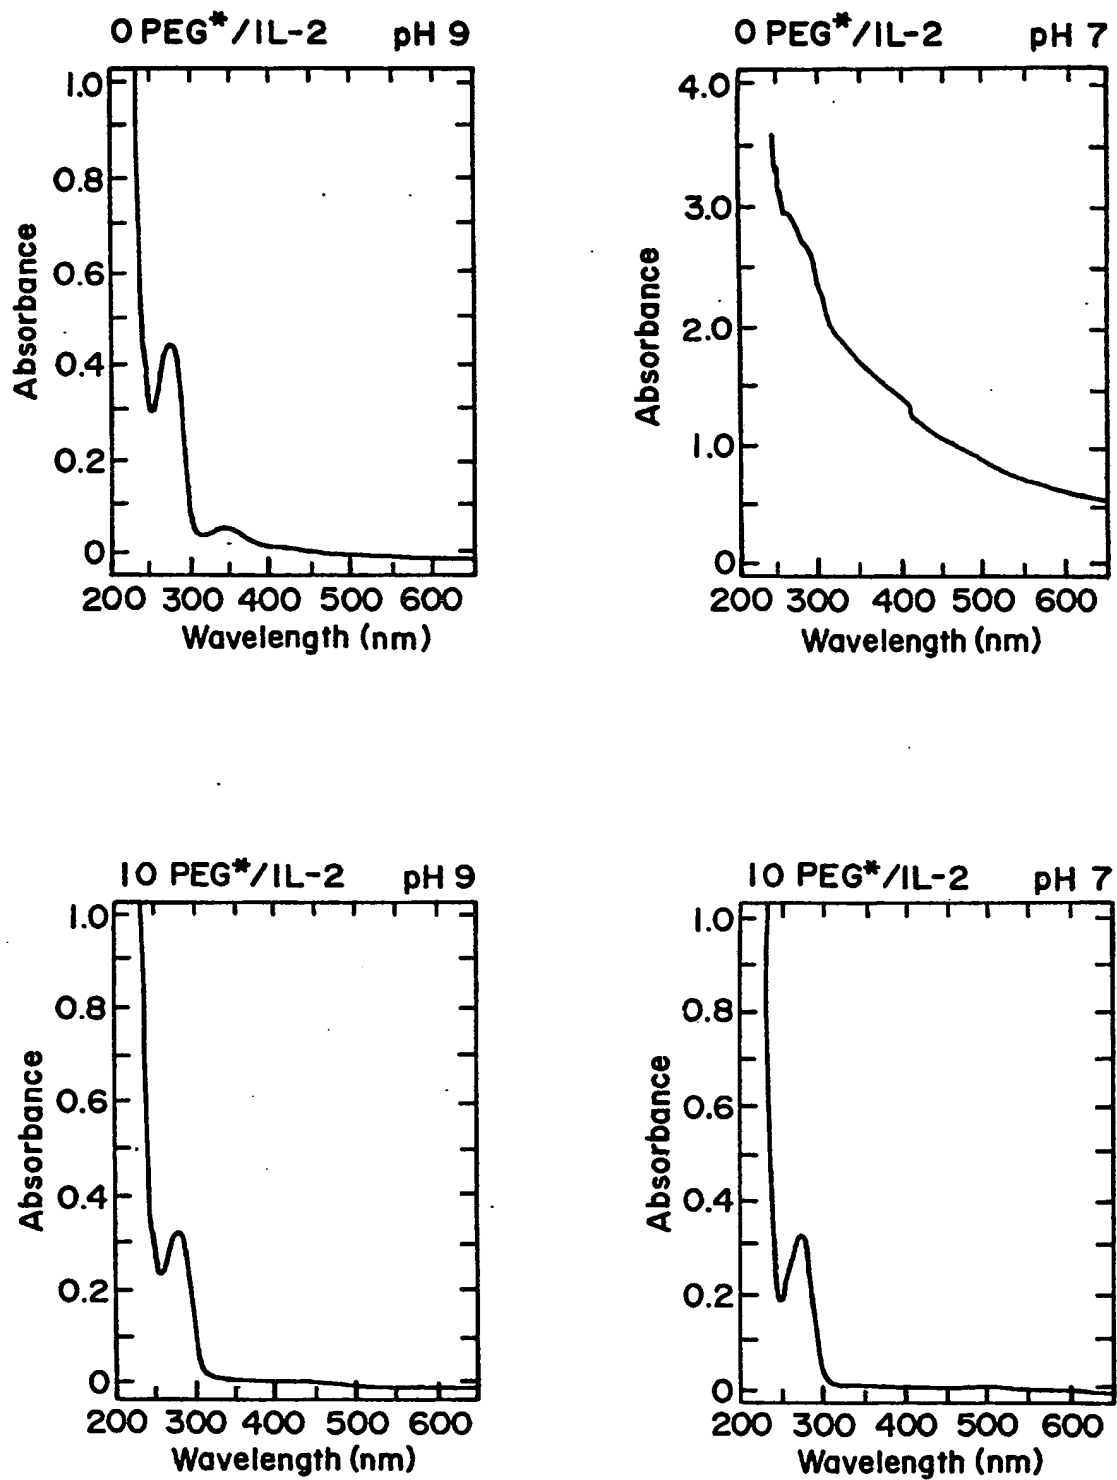 0 PEG*/IL-2 pH 9
1.0
0.8
0.6
0.4
0.2
0
Absorbance
200 300 400 500 600
Wavelength (nm)
0 PEG*/IL-2 pH 7
4.0
3.0
2.0
1.0
0
Absorbance
200 300 400 500 600
Wavelength (nm)
10 PEG*/IL-2 pH 9
1.0
0.8
0.6
0.4
0.2
0
Absorbance
200 300 400 500 600
Wavelength (nm)
10 PEG*/IL-2 pH 7
1.0
0.8
0.6
0.4
0.2
0
Absorbance
200 300 400 500 600
Wavelength (nm)